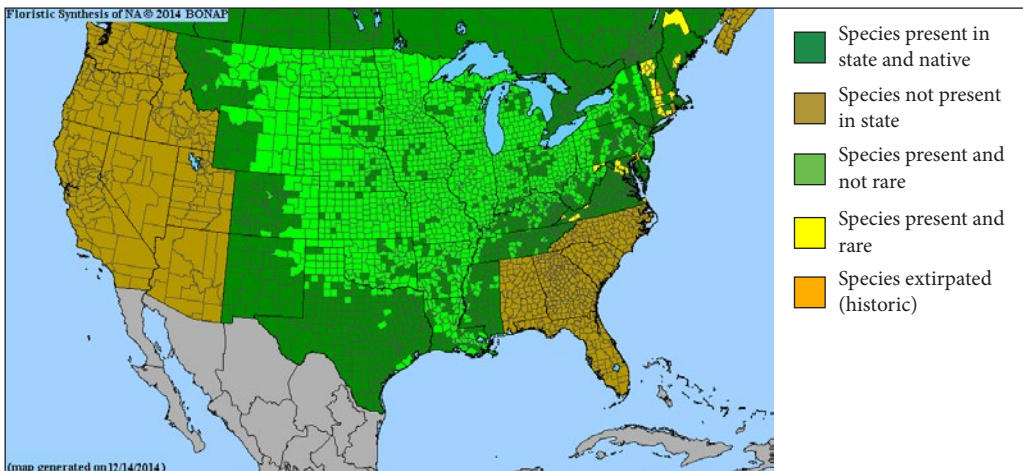 Floristic Synthesis of NA © 2014 BONAP
Species present in
state and native
Species not present
in state
Species present and
not rare
Species present and
rare
Species extirpated
(historic)
(map generated on 12/14/2014)